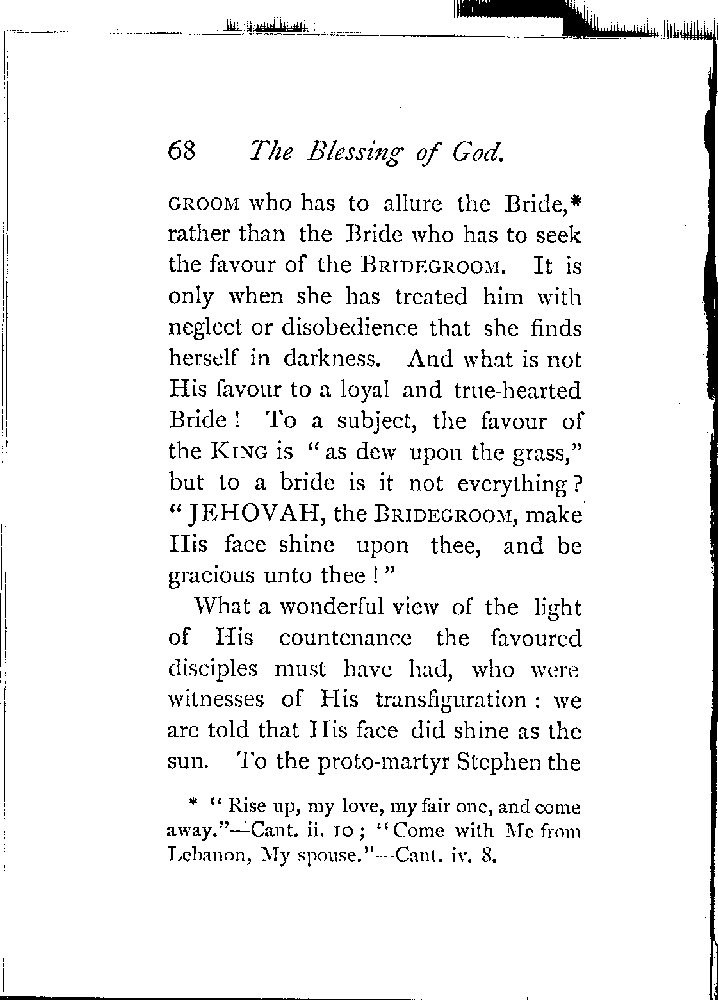 68 The Blessing of God.
GROOM who has to allure the Bride,*
rather than the Bride who has to seek
the favour of the BRIDEGROOM. It is
only when she has treated him with
neglect or disobedience that she finds
herself in darkness. And what is not
His favour to a loyal and true-hearted
Bride ! To a subject, the favour of
the KING is “ as dew upon the grass,”
but to a bride is it not everything ?
“ JEHOVAH, the BRIDEGROOM, make
His face shine upon thee, and be
gracious unto thee ! ”
What a wonderful view of the light
of His countenance the favoured
disciples must have had, who were
witnesses of His transfiguration : we
are told that His face did shine as the
sun. To the proto-martyr Stephen the
* “ Rise up, my love, my fair one, and come
away.”—Cant. ii. 10 ; “Come with Me from
Lebanon, My spouse.”—Cant. iv. 8.